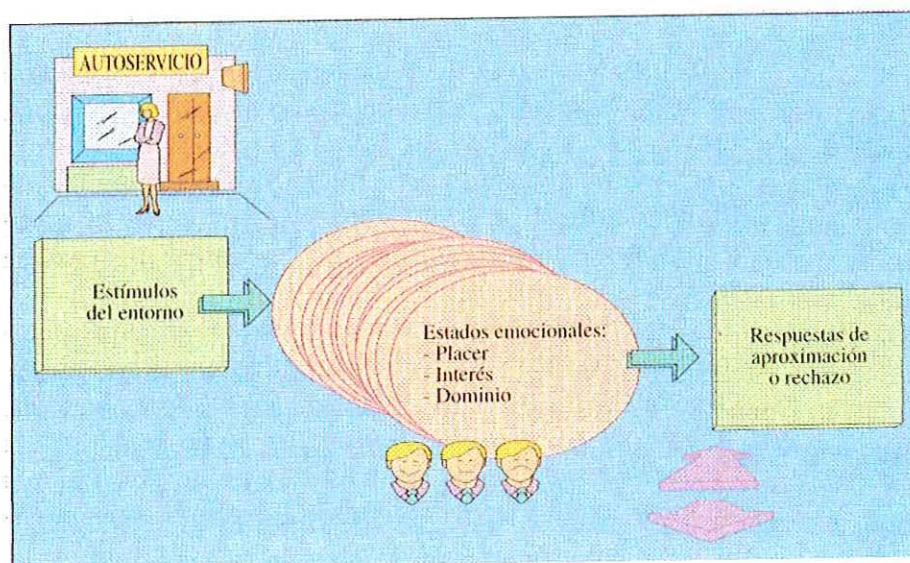 AUTOSERVICIO
Estímulos
del entorno
Estados emocionales:
- Placer
- Interés
- Dominio
Respuestas de
aproximación
o rechazo